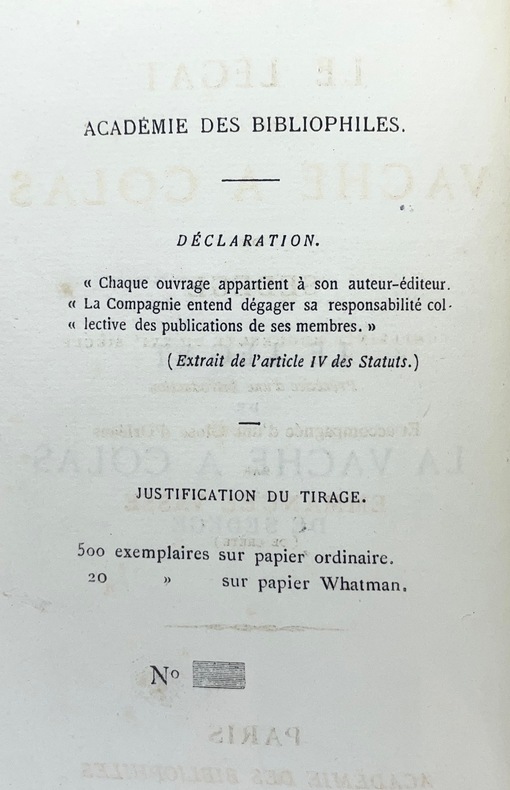 ACADÉMIE DES BIBLIOPHILES.
DÉCLARATION.
« Chaque ouvrage appartient à son auteur-éditeur.
« La Compagnie entend dégager sa responsabilité col-
« lective des publications de ses membres. »
(Extrait de l'article IV des Statuts.)
JUSTIFICATION DU TIRAGE.
500 exemplaires sur papier ordinaire.
20 » sur papier Whatman.
No